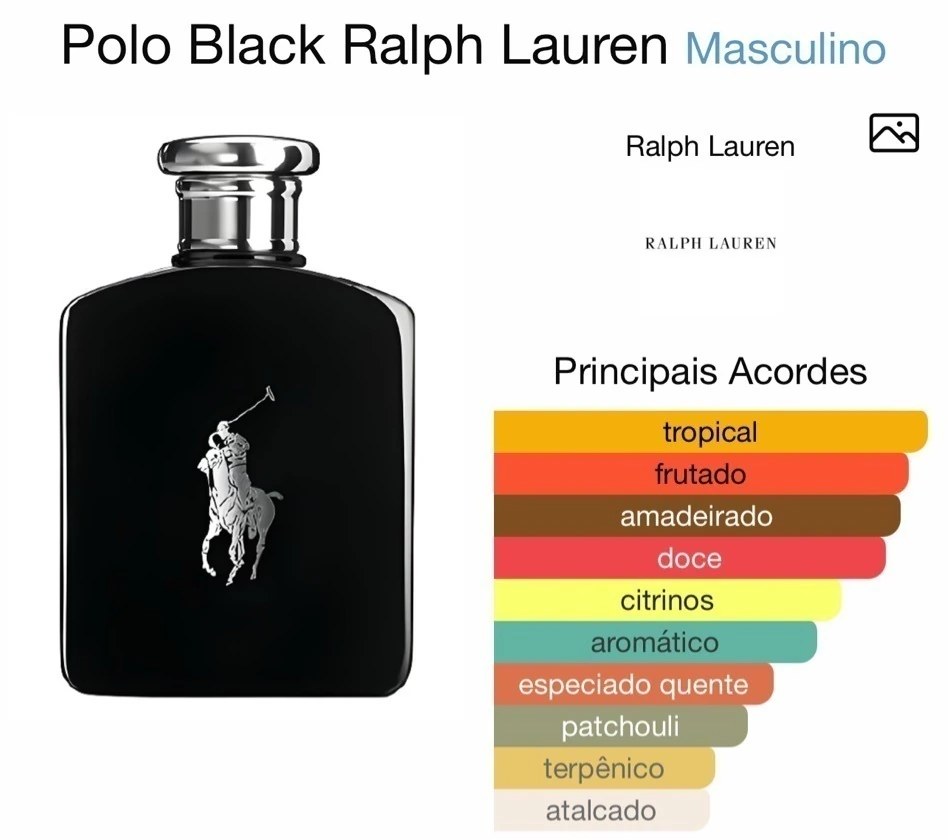 Polo Black Ralph Lauren Masculino
Ralph Lauren
RALPH LAUREN
Principais Acordes
tropical
frutado
amadeirado
doce
citrinos
aromático
especiado quente
patchouli
terpênico
atalcado